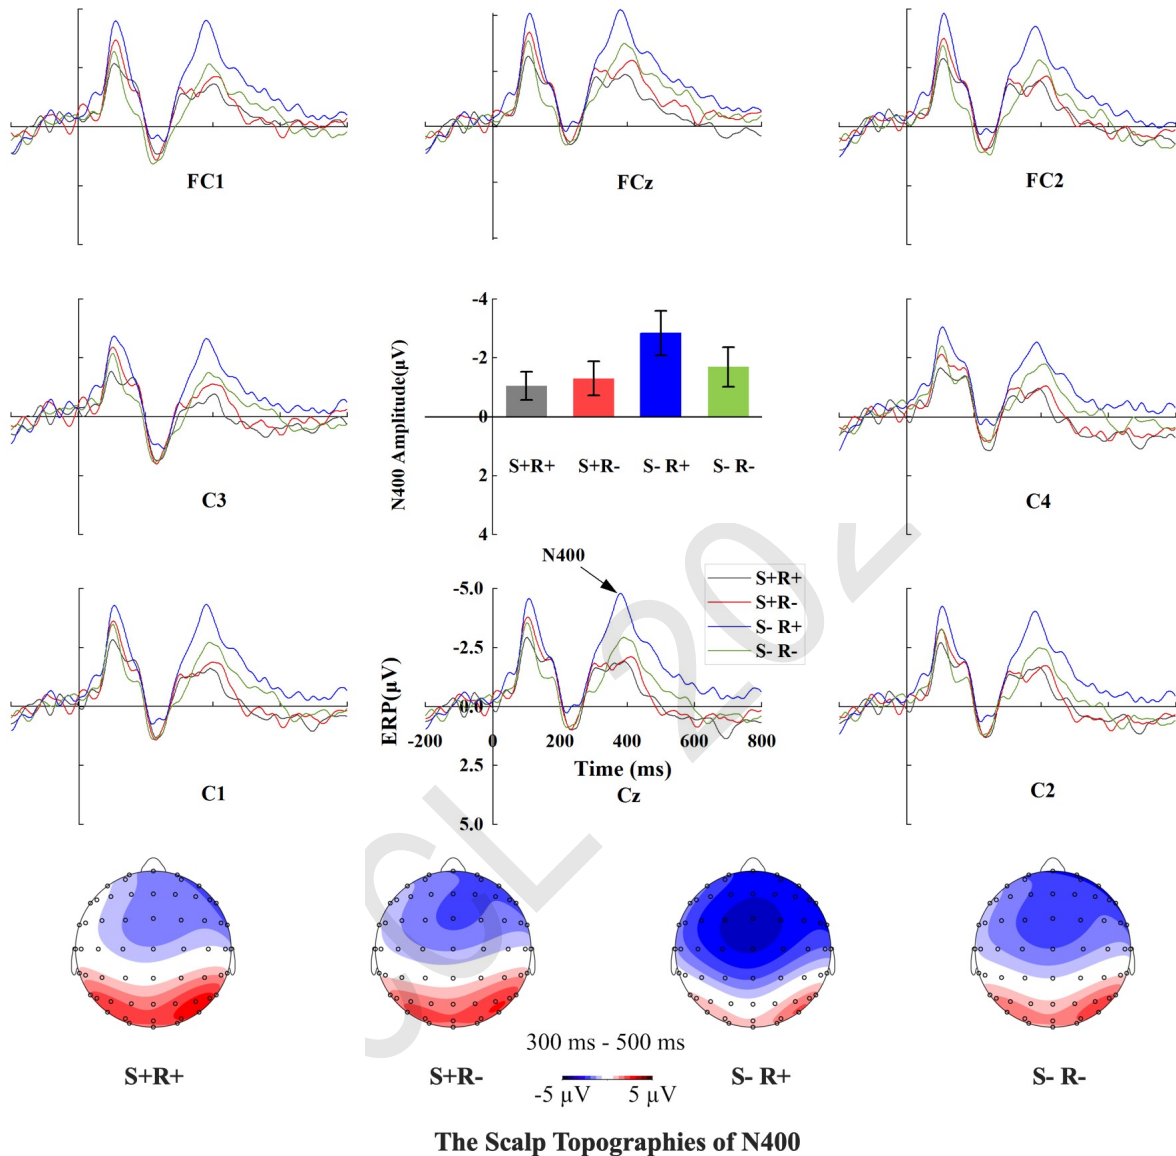 FC1
FCz
FC2
-4
-2
0
2
4
N400 Amplitude(μV)
S+R+
S+R-
S- R+
S- R-
C3
C4
N400
S+R+
S+R-
S- R+
S- R-
-5.0
-2.5
0.0
2.5
5.0
ERP(μV)
-200
0
200
400
600
800
Time (ms)
C1
Cz
C2
300 ms - 500 ms
-5 μV
5 μV
S+R+
S+R-
S- R+
S- R-
The Scalp Topographies of N400